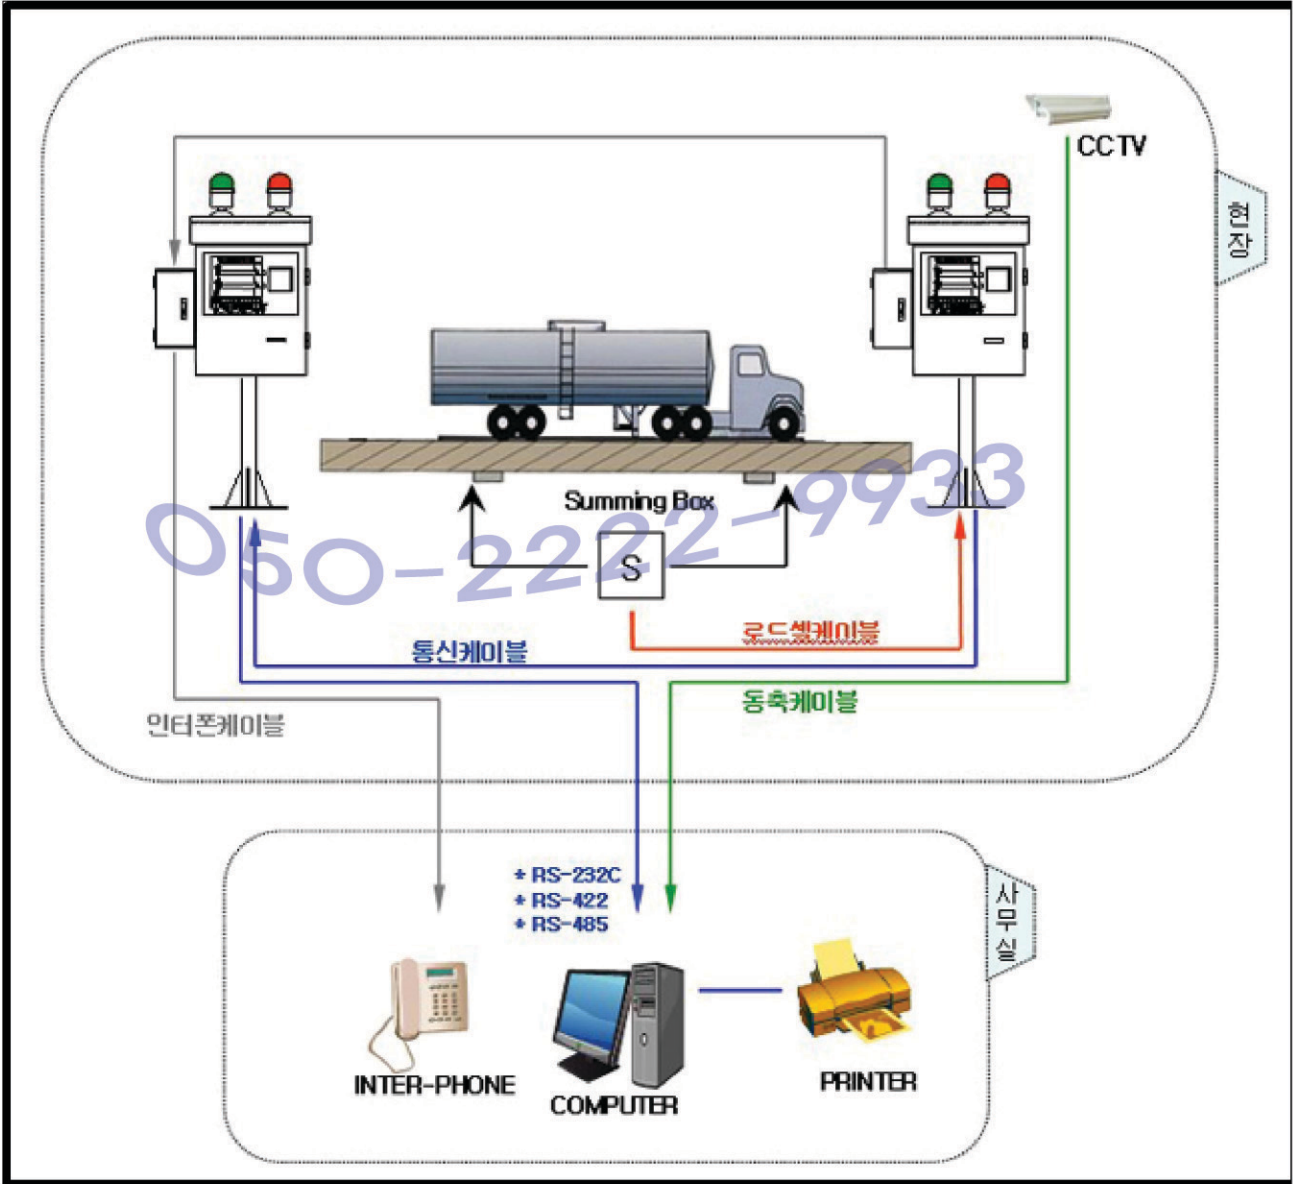 CCTV
현장
Summing Box
050-2222-9933
S
로드셀케이블
통신케이블
동축케이블
인터폰케이블
* RS-232C
* RS-422
* RS-485
사무실
INTER-PHONE
COMPUTER
PRINTER